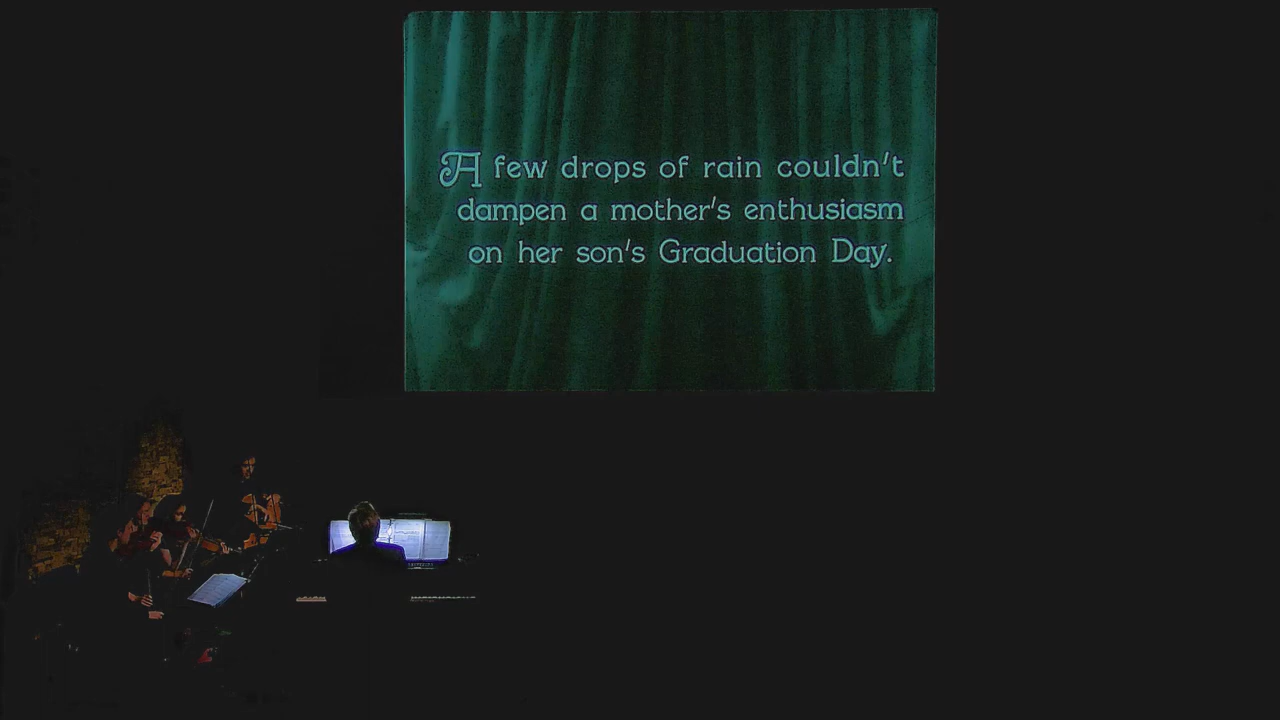 A few drops of rain couldn't
dampen a mother's enthusiasm
on her son's Graduation Day.